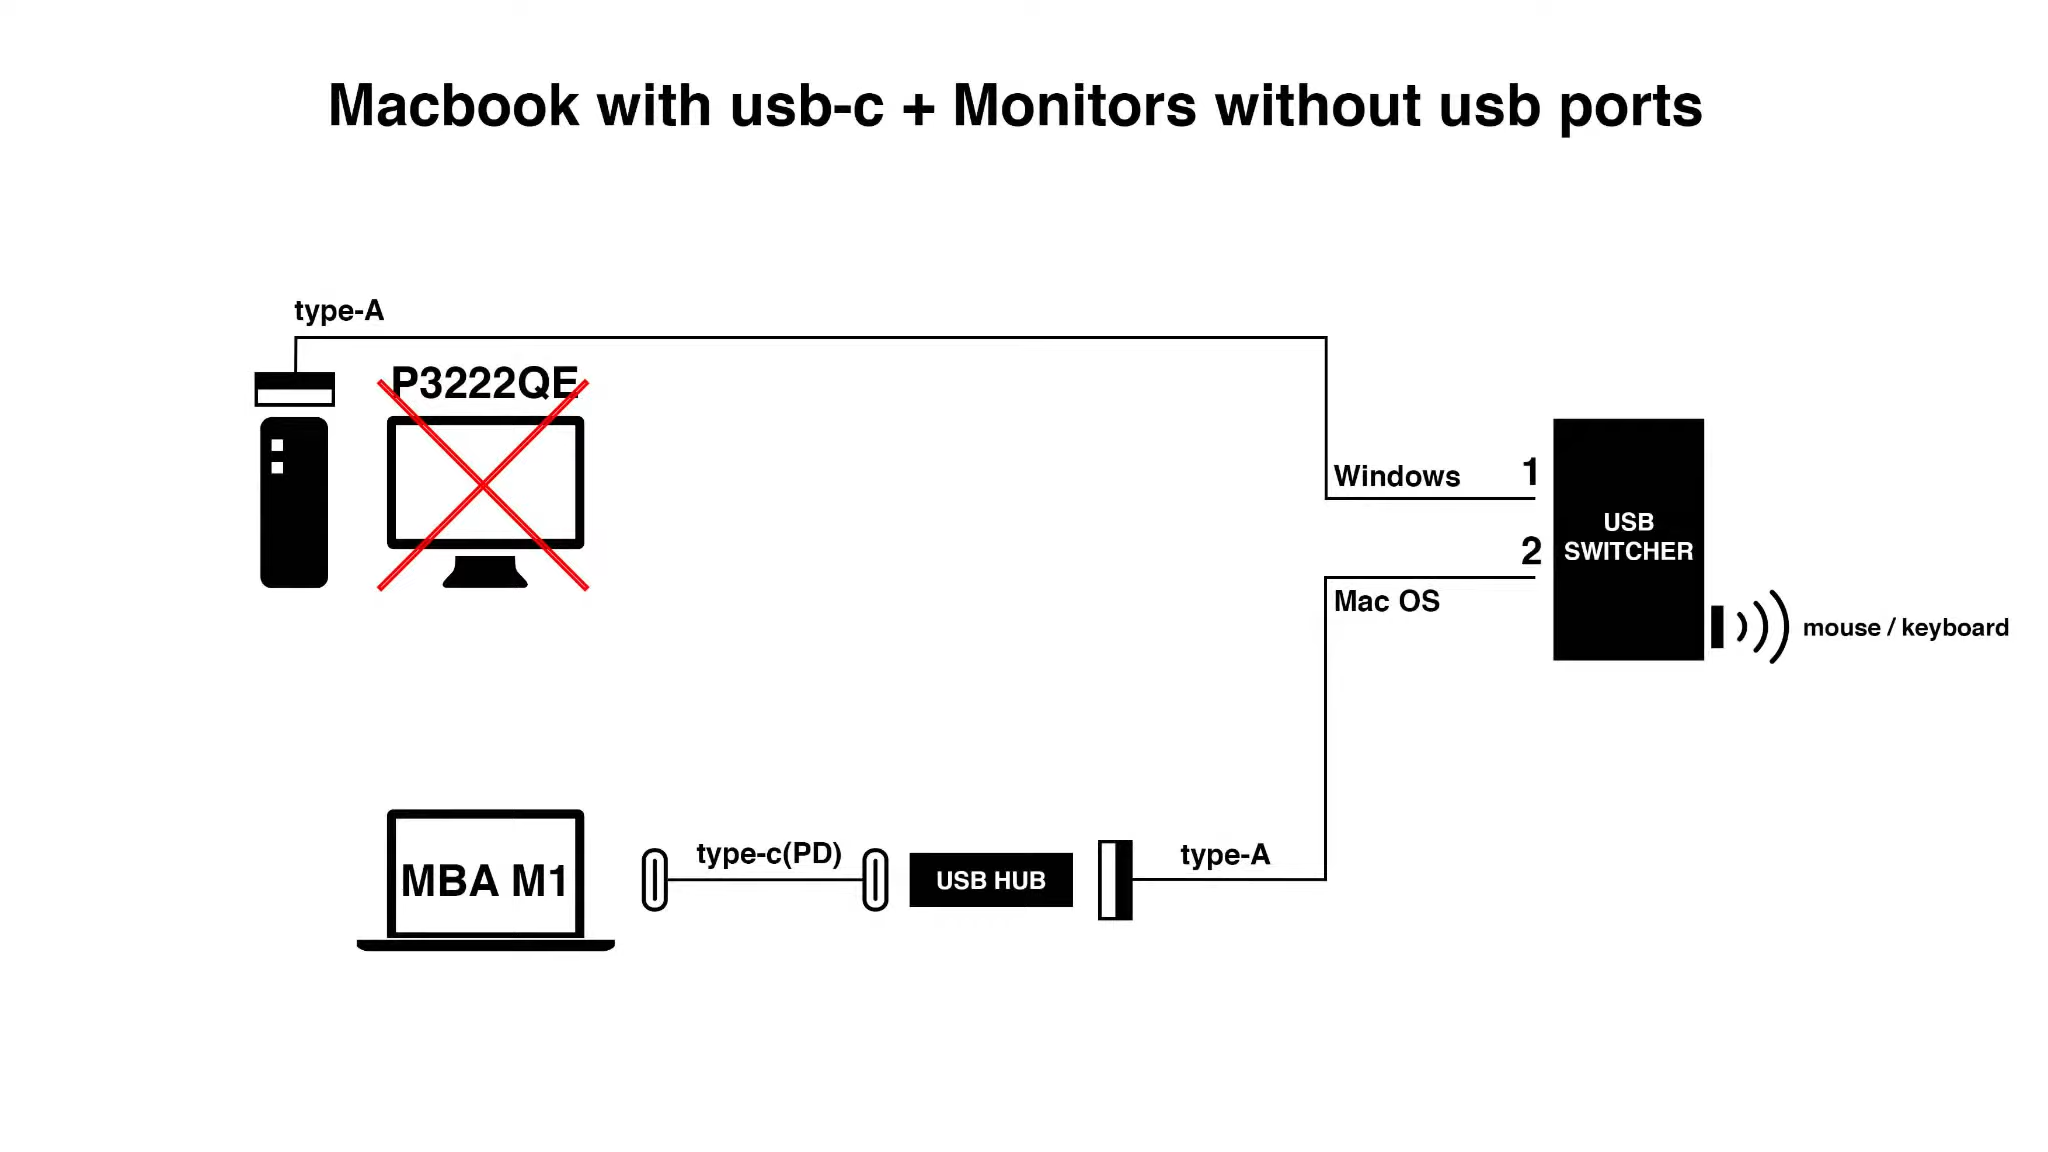 Macbook with usb-c + Monitors without usb ports
type-A
P3222QE
Windows
1
2
Mac OS
USB
SWITCHER
mouse / keyboard
MBA M1
type-c(PD)
USB HUB
type-A